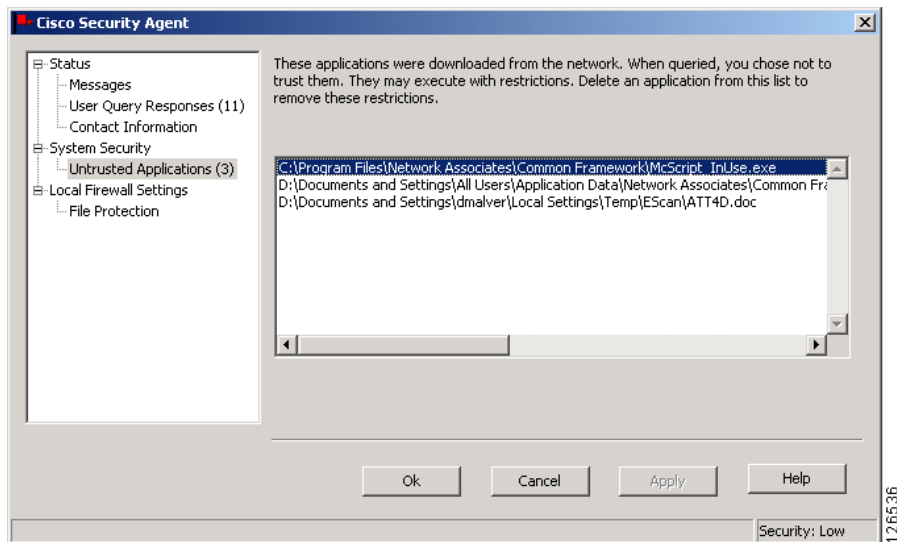 Cisco Security Agent
Status
Messages
User Query Responses (11)
Contact Information
System Security
Untrusted Applications (3)
Local Firewall Settings
File Protection
These applications were downloaded from the network. When queried, you chose not to
trust them. They may execute with restrictions. Delete an application from this list to
remove these restrictions.
C:\Program Files\Network Associates\Common Framework\McScript_InUse.exe
D:\Documents and Settings\All Users\Application Data\Network Associates\Common Fra
D:\Documents and Settings\dmalver\Local Settings\Temp\EScan\ATT4D.doc
Ok
Cancel
Apply
Help
Security: Low
126536